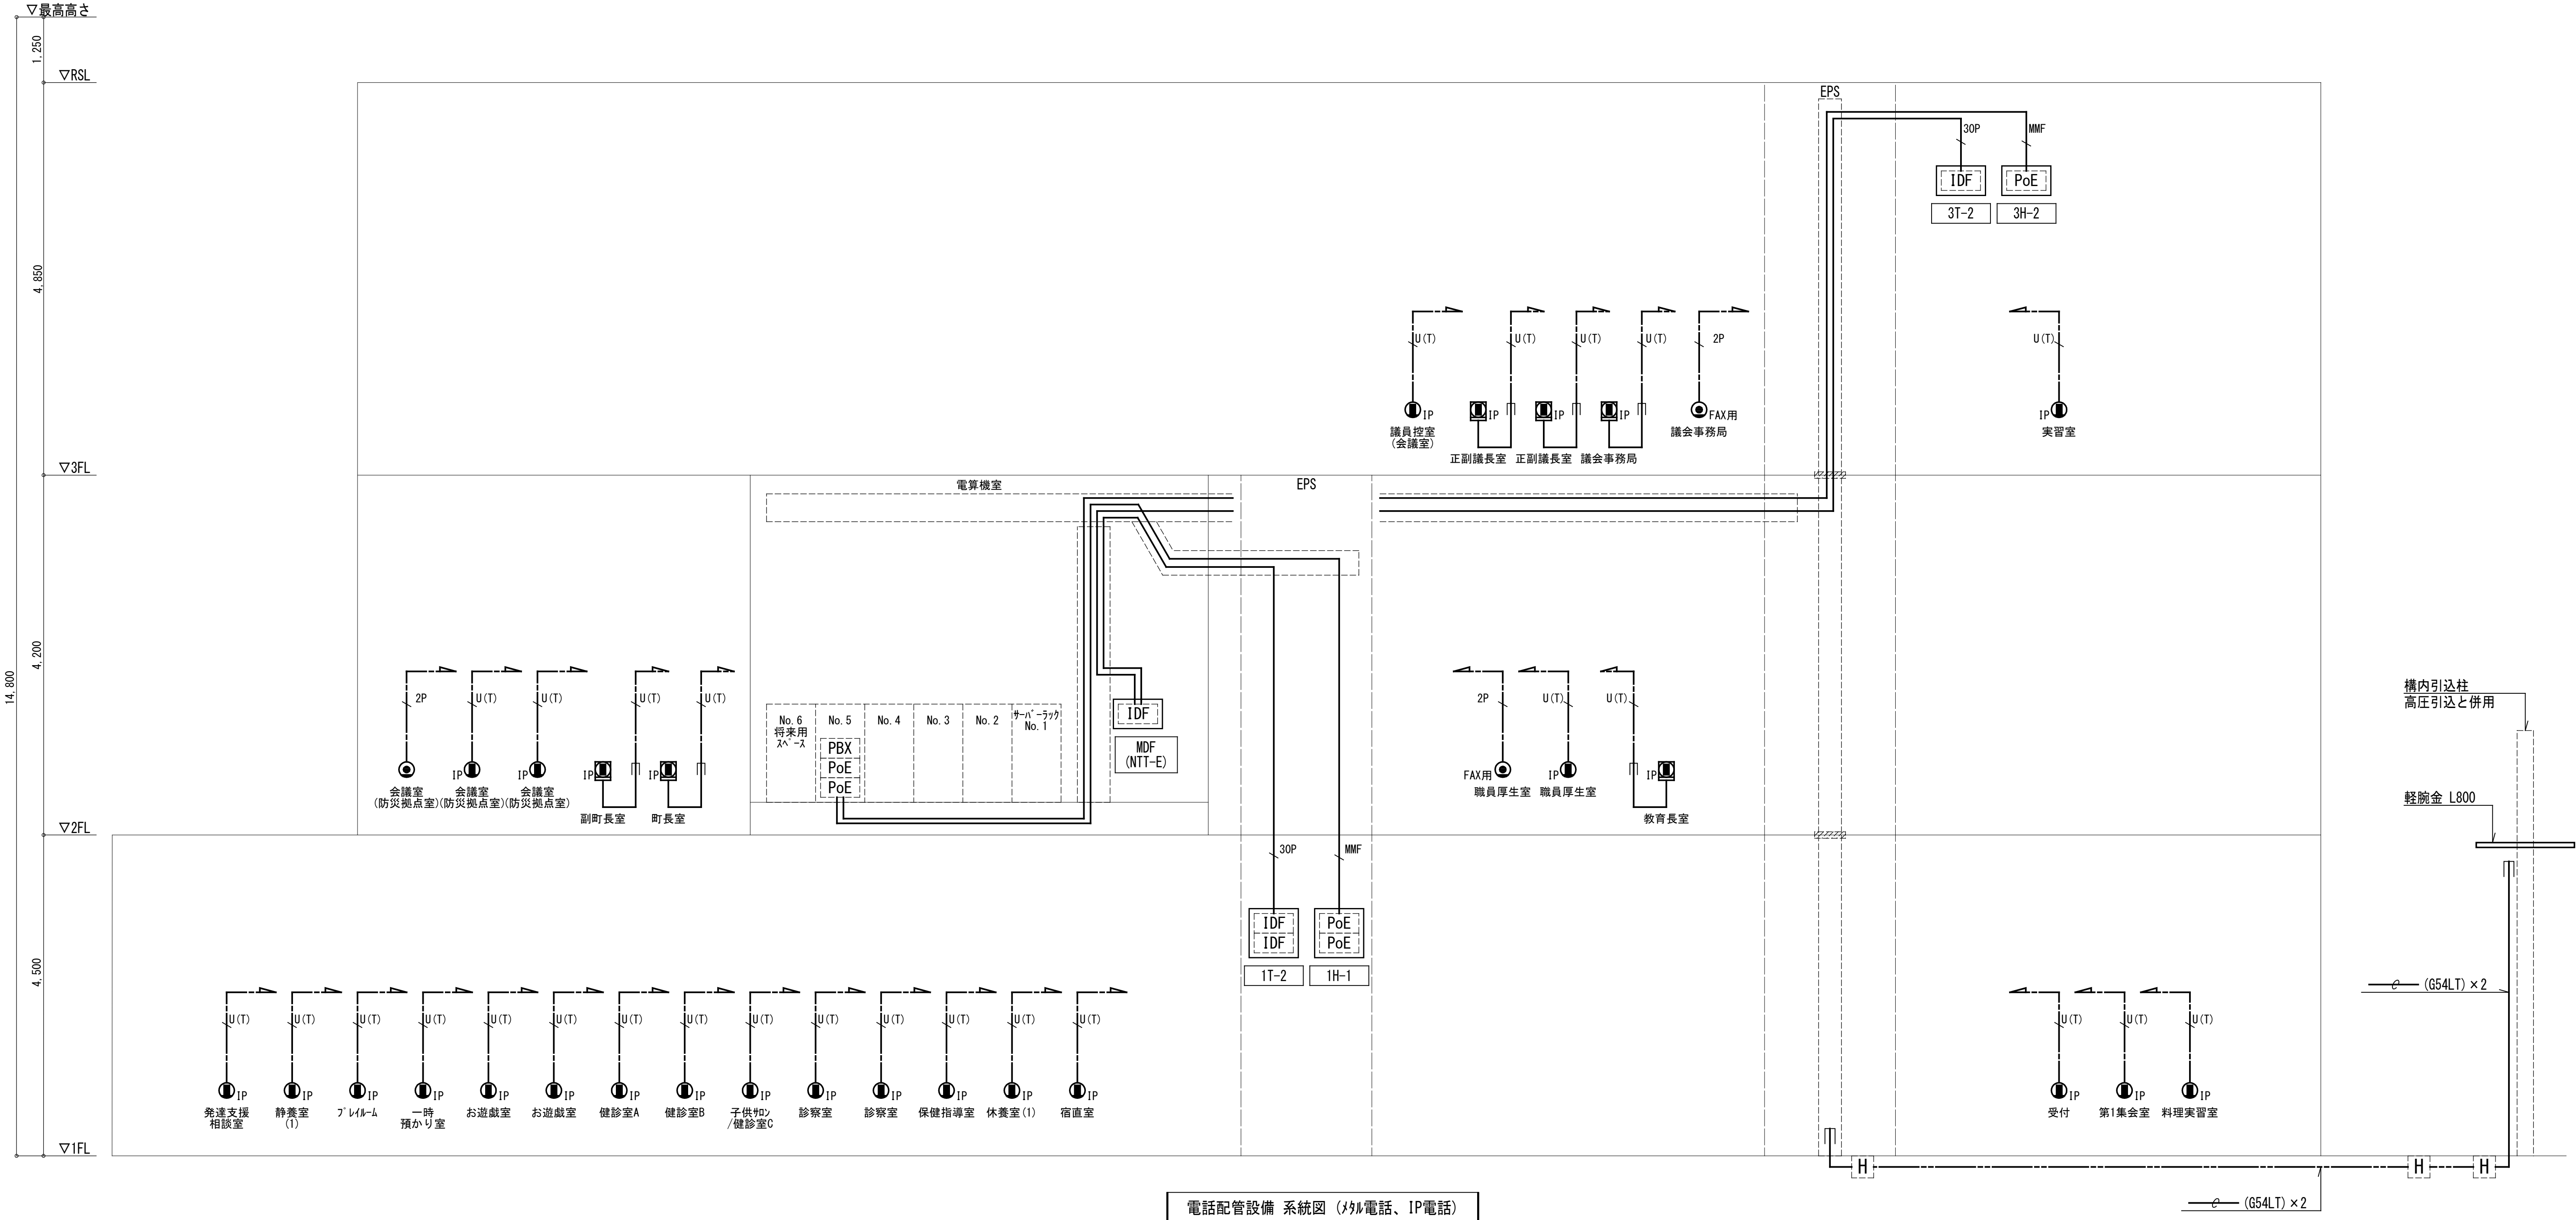 ▽最高高さ
1,250
▽RSL
4,850
▽3FL
4,200
14,800
▽2FL
4,500
▽1FL
EPS
30P
MMF
IDF
PoE
3T-2
3H-2
U(T)
U(T)
U(T)
U(T)
2P
U(T)
IP
IP
IP
IP
FAX用
IP
議員控室
(会議室)
正副議長室
正副議長室
議会事務局
議会事務局
実習室
電算機室
EPS
2P
U(T)
U(T)
U(T)
U(T)
IP
IP
IP
IP
会議室
(防災拠点室)
会議室
(防災拠点室)
会議室
(防災拠点室)
副町長室
町長室
No.6
将来用
ｽﾍﾟｰｽ
No.5
No.4
No.3
No.2
ｻｰﾊﾞｰﾗｯｸ
No.1
PBX
PoE
PoE
IDF
MDF
(NTT-E)
2P
U(T)
U(T)
FAX用
IP
IP
職員厚生室
職員厚生室
教育長室
構内引込柱
高圧引込と併用
軽腕金 L800
30P
MMF
IDF
IDF
PoE
PoE
1T-2
1H-1
U(T)
U(T)
U(T)
U(T)
U(T)
U(T)
U(T)
U(T)
U(T)
U(T)
U(T)
U(T)
U(T)
U(T)
IP
IP
IP
IP
IP
IP
IP
IP
IP
IP
IP
IP
IP
IP
発達支援
相談室
静養室
(1)
ﾌﾟﾚｲﾙｰﾑ
一時
預かり室
お遊戯室
お遊戯室
健診室A
健診室B
子供ｻﾛﾝ
/健診室C
診察室
診察室
保健指導室
休養室(1)
宿直室
U(T)
U(T)
U(T)
IP
IP
IP
受付
第1集会室
料理実習室
(G54LT)×2
H
H
H
(G54LT)×2
電話配管設備 系統図 (ﾒﾀﾙ電話、IP電話)